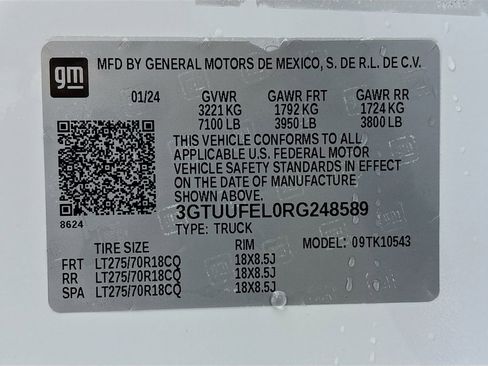 gm MFD BY GENERAL MOTORS DE MEXICO, S. DE R.L. DE C.V.
01/24 GVWR GAWR FRT GAWR RR
3221 KG 1792 KG 1724 KG
7100 LB 3950 LB 3800 LB
THIS VEHICLE CONFORMS TO ALL
APPLICABLE U.S. FEDERAL MOTOR
VEHICLE SAFETY STANDARDS IN EFFECT
ON THE DATE OF MANUFACTURE
SHOWN ABOVE.
8624
3GTUUFEL0RG248589
TYPE: TRUCK
TIRE SIZE RIM MODEL: 09TK10543
FRT LT275/70R18CQ 18X8.5J
RR LT275/70R18CQ 18X8.5J
SPA LT275/70R18CQ 18X8.5J